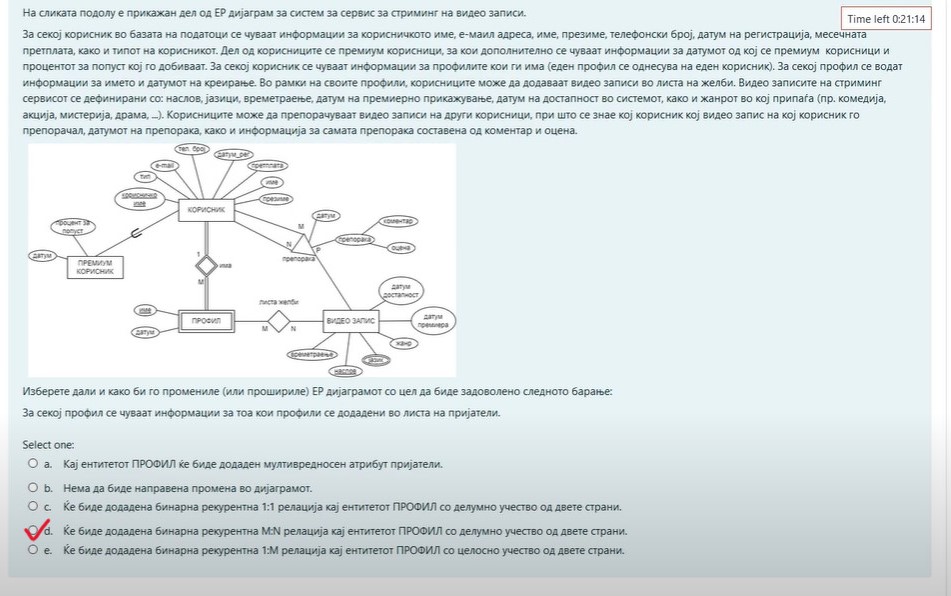 На сликата подолу е прикажан дел од ЕР дијаграм за систем за сервис за стриминг на видео записи.
Time left 0:21:14
За секој корисник во базата на податоци се чуваат информации за корисничкото име, е-маил адреса, име, презиме, телефонски број, датум на регистрација, месечната
претплата, како и типот на корисникот. Дел од корисниците се премиум корисници, за кои дополнително се чуваат информации за датумот од кој се премиум корисници и
процентот за попуст кој го добиваат. За секој корисник се чуваат информации за профилите кои ги има (еден профил се однесува на еден корисник). За секој профил се водат
информации за името и датумот на креирање. Во рамки на своите профили, корисниците може да додаваат видео записи во листа на желби. Видео записите на стриминг
сервисот се дефинирани со: наслов, јазици, времетраење, датум на премиерно прикажување, датум на достапност во системот, како и жанрот во кој припаѓа (пр. комедија,
акција, мистерија, драма, ...). Корисниците може да препорачуваат видео записи на други корисници, при што се знае кој корисник кој видео запис на кој корисник го
препорачал, датумот на препорака, како и информација за самата препорака составена од коментар и оцена.
тел. број
датум_рег
e-mail
претплата
тип
име
корисничко
име
презиме
КОРИСНИК
датум
процент за
попуст
M
коментар
N
препорака
P
оцена
датум
1
препорака
ПРЕМИУМ
КОРИСНИК
има
M
датум
достапност
име
листа желби
ПРОФИЛ
ВИДЕО ЗАПИС
датум
премиера
датум
M
N
жанр
времетраење
јазик
наслов
Изберете дали и како би го промениле (или прошириле) ЕР дијаграмот со цел да биде задоволено следното барање:
За секој профил се чуваат информации за тоа кои профили се додадени во листа на пријатели.
Select one:
a. Кај ентитетот ПРОФИЛ ќе биде додаден мултивредносен атрибут пријатели.
b. Нема да биде направена промена во дијаграмот.
c. Ќе биде додадена бинарна рекурентна 1:1 релација кај ентитетот ПРОФИЛ со делумно учество од двете страни.
d. Ќе биде додадена бинарна рекурентна M:N релација кај ентитетот ПРОФИЛ со делумно учество од двете страни.
e. Ќе биде додадена бинарна рекурентна 1:M релација кај ентитетот ПРОФИЛ со целосно учество од двете страни.